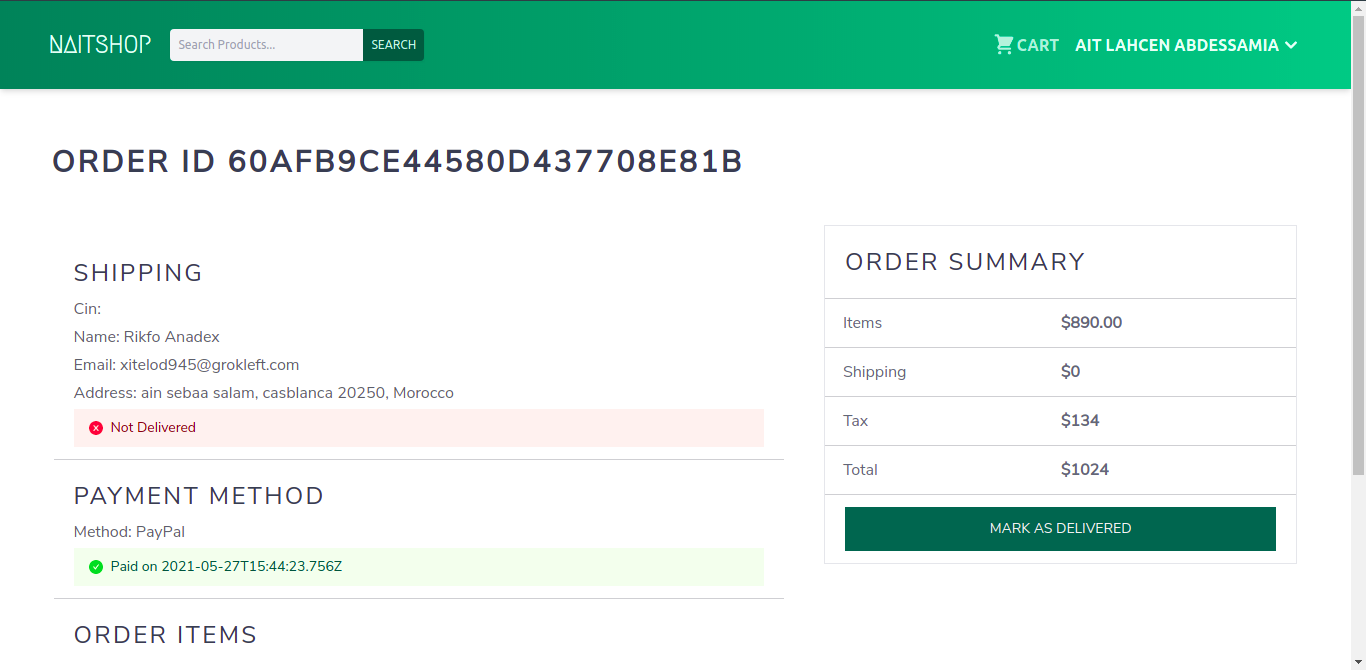 NAITSHOP
Search Products...
SEARCH
CART
AIT LAHCEN ABDESSAMIA
ORDER ID 60AFB9CE44580D437708E81B
SHIPPING
Cin:
Name: Rikfo Anadex
Email: xitelod945@grokleft.com
Address: ain sebaa salam, casblanca 20250, Morocco
Not Delivered
PAYMENT METHOD
Method: PayPal
Paid on 2021-05-27T15:44:23.756Z
ORDER ITEMS
ORDER SUMMARY
Items $890.00
Shipping $0
Tax $134
Total $1024
MARK AS DELIVERED